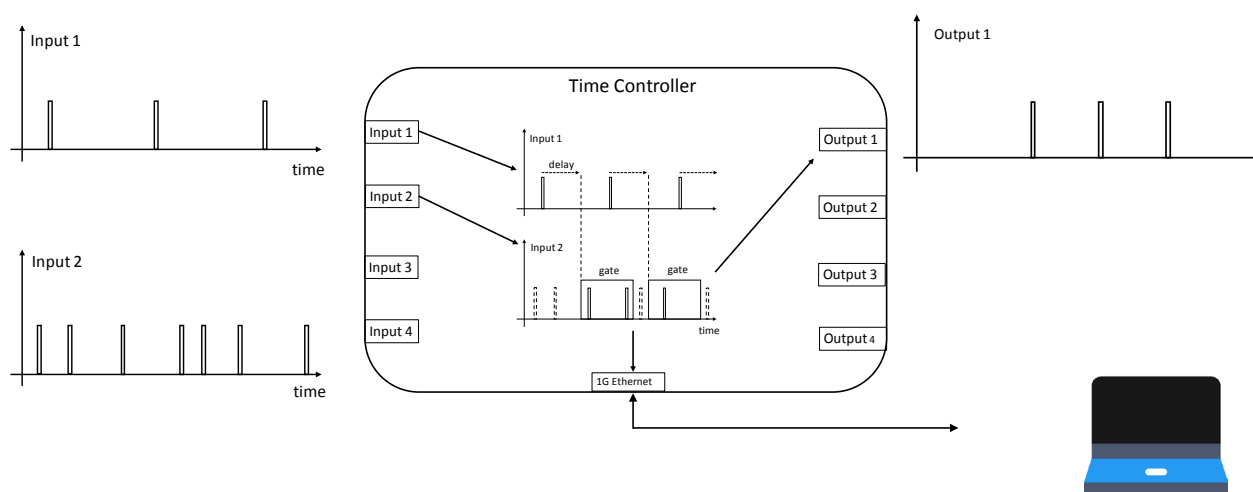 Input 1
time
Input 2
time
Time Controller
Input 1
Input 2
Input 3
Input 4
Input 1
delay
Input 2
gate
gate
time
1G Ethernet
Output 1
Output 2
Output 3
Output 4
Output 1